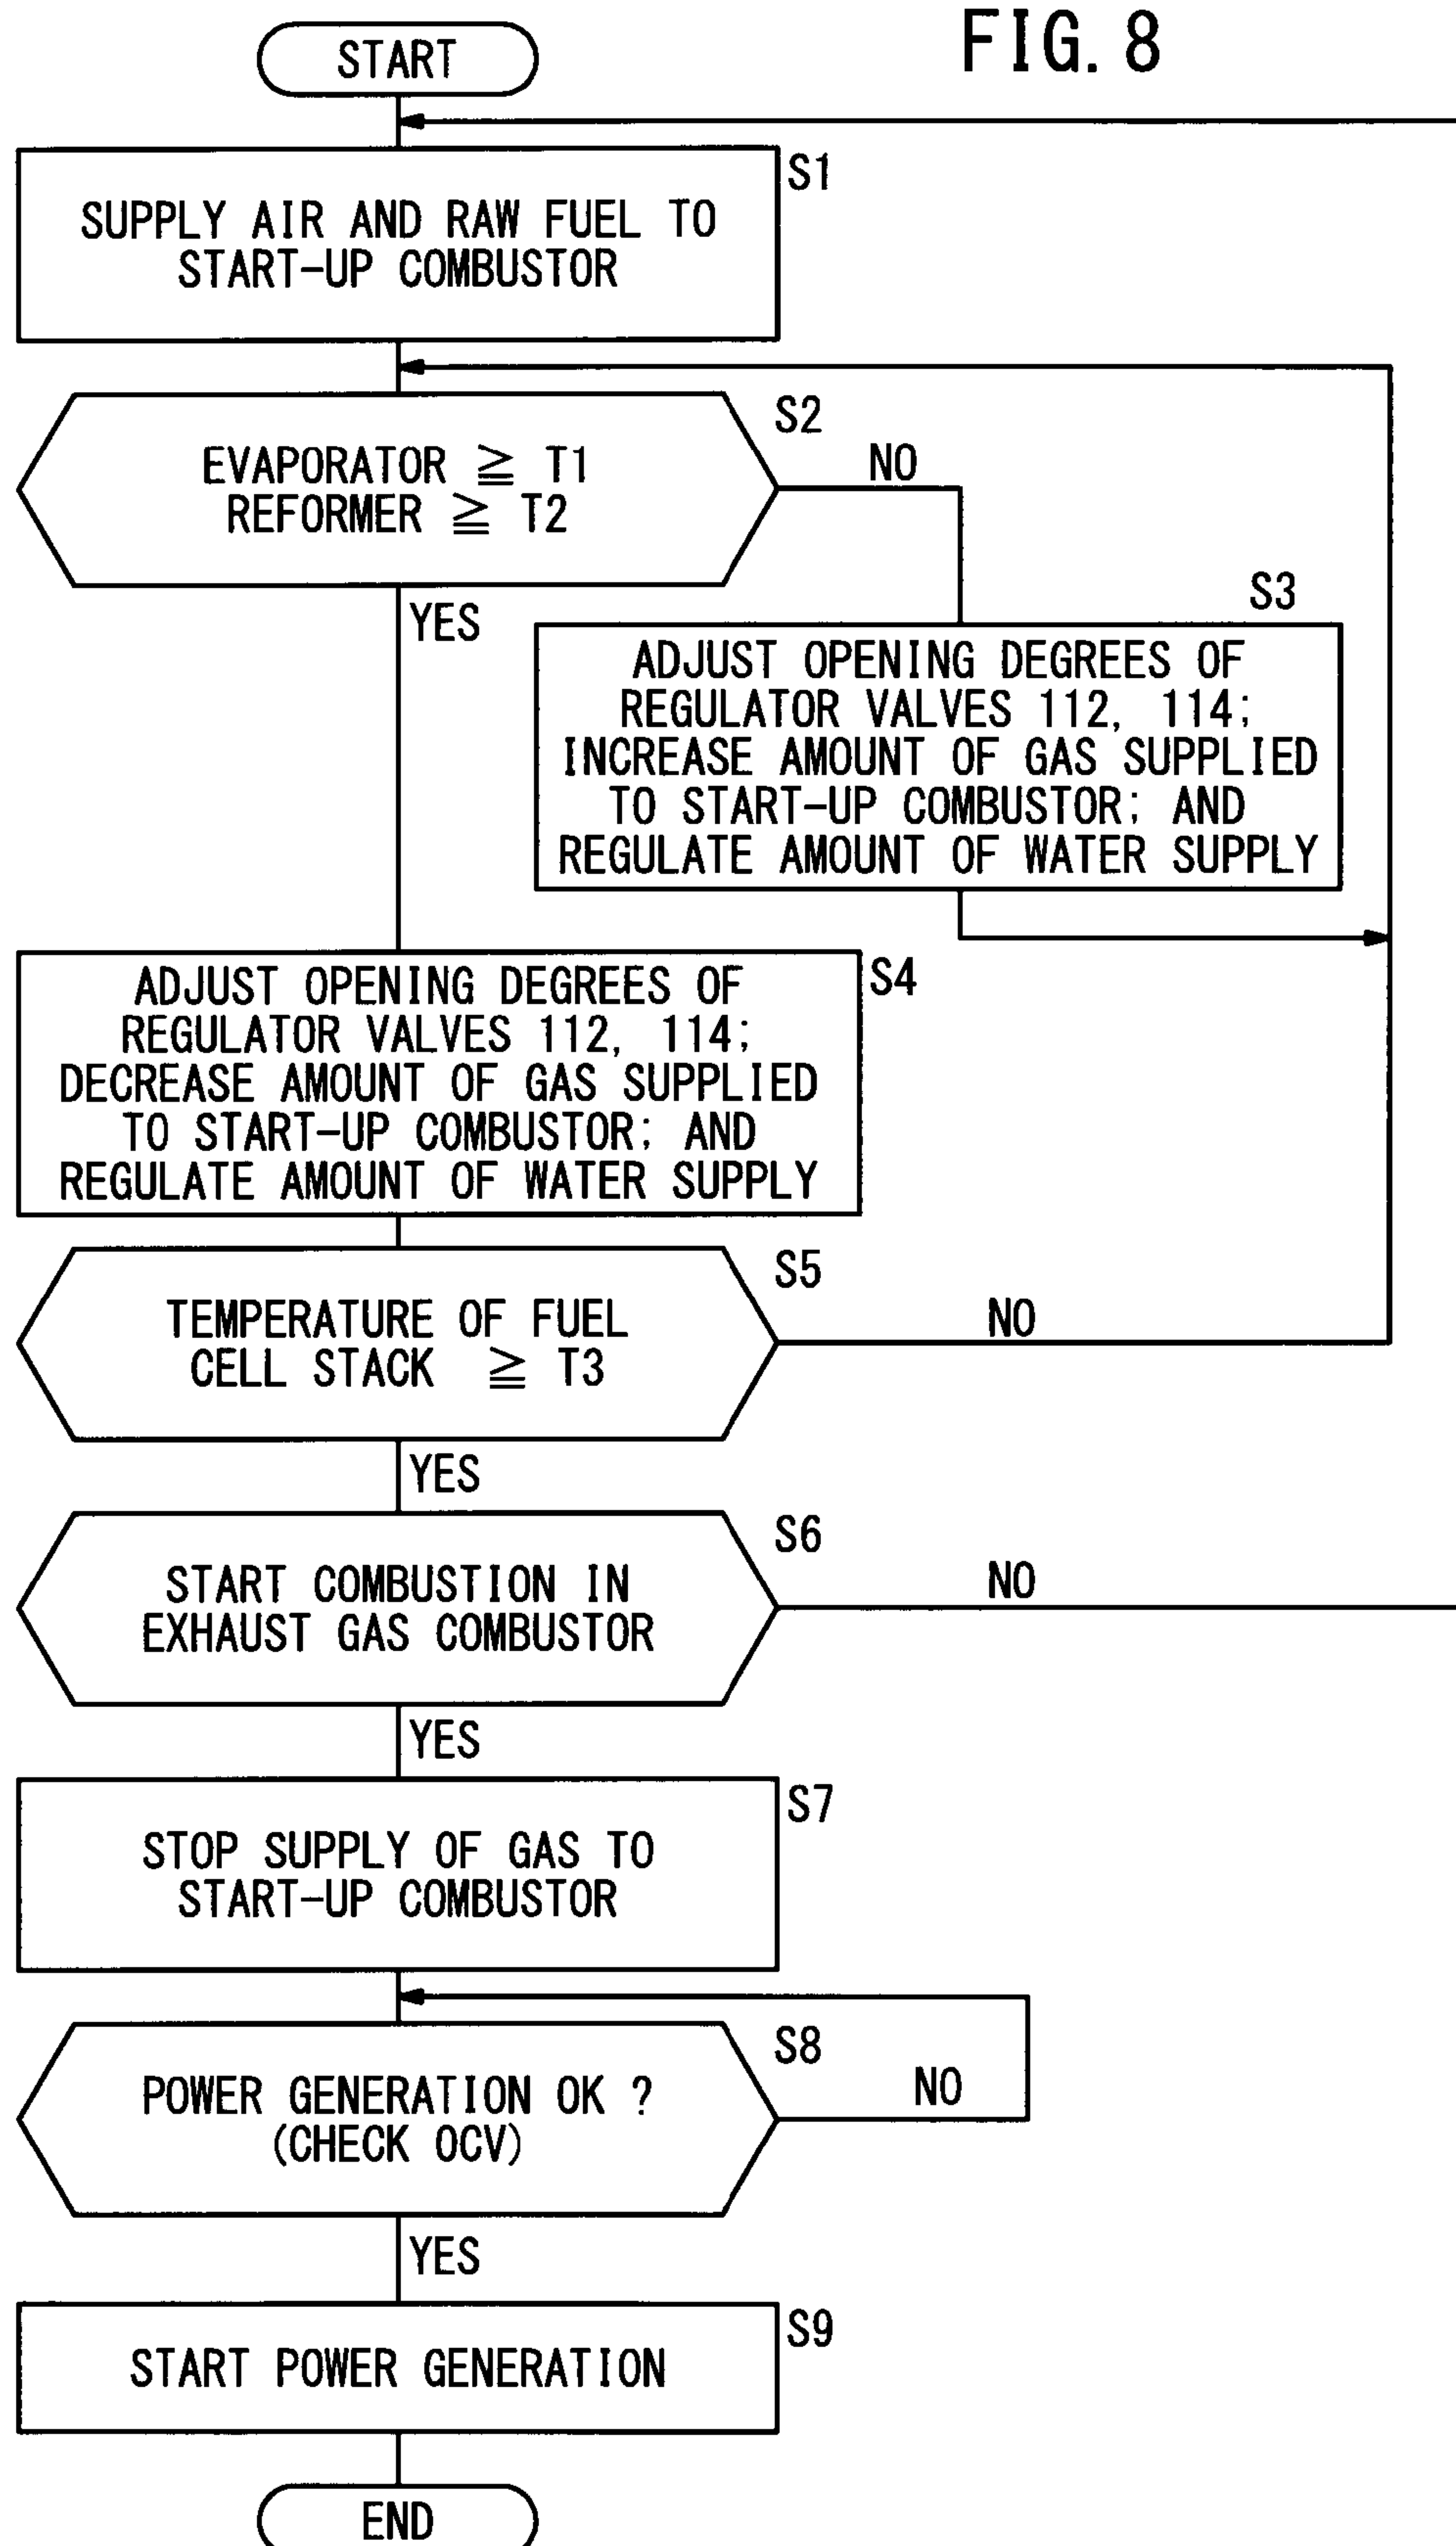 FIG. 8
START
S1
SUPPLY AIR AND RAW FUEL TO
START-UP COMBUSTOR
S2
EVAPORATOR ≧ T1
REFORMER ≧ T2
NO
YES
S3
ADJUST OPENING DEGREES OF
REGULATOR VALVES 112, 114;
INCREASE AMOUNT OF GAS SUPPLIED
TO START-UP COMBUSTOR; AND
REGULATE AMOUNT OF WATER SUPPLY
S4
ADJUST OPENING DEGREES OF
REGULATOR VALVES 112, 114;
DECREASE AMOUNT OF GAS SUPPLIED
TO START-UP COMBUSTOR; AND
REGULATE AMOUNT OF WATER SUPPLY
S5
TEMPERATURE OF FUEL
CELL STACK ≧ T3
NO
YES
S6
START COMBUSTION IN
EXHAUST GAS COMBUSTOR
NO
YES
S7
STOP SUPPLY OF GAS TO
START-UP COMBUSTOR
S8
POWER GENERATION OK ?
(CHECK OCV)
NO
YES
S9
START POWER GENERATION
END